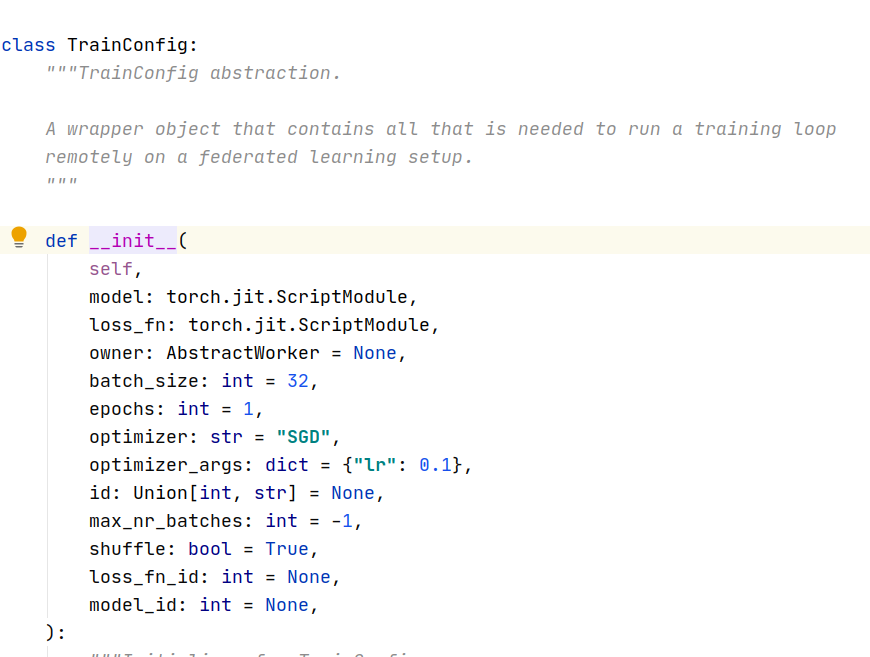 class TrainConfig:
    """TrainConfig abstraction.
    A wrapper object that contains all that is needed to run a training loop
    remotely on a federated learning setup.
    """
    def __init__(
        self,
        model: torch.jit.ScriptModule,
        loss_fn: torch.jit.ScriptModule,
        owner: AbstractWorker = None,
        batch_size: int = 32,
        epochs: int = 1,
        optimizer: str = "SGD",
        optimizer_args: dict = {"lr": 0.1},
        id: Union[int, str] = None,
        max_nr_batches: int = -1,
        shuffle: bool = True,
        loss_fn_id: int = None,
        model_id: int = None,
    ):